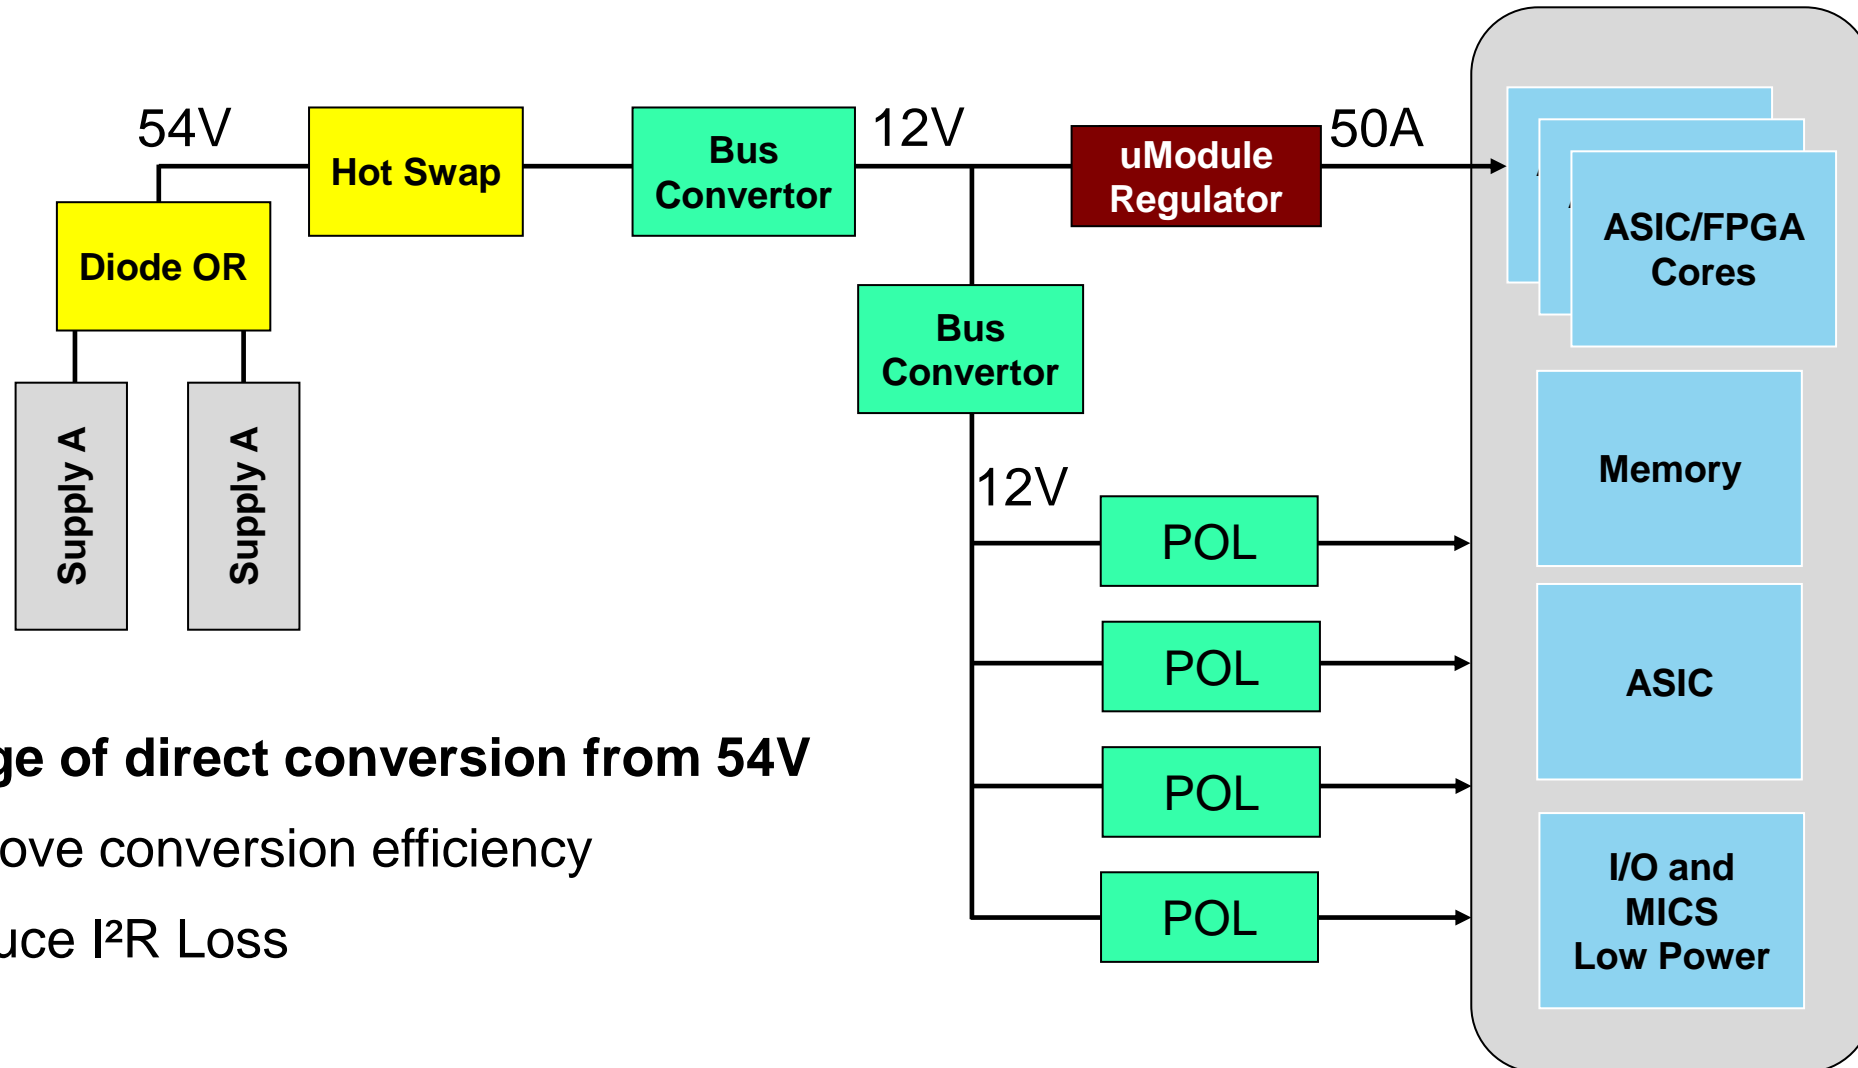 54V
Hot Swap
Bus
Convertor
12V
uModule
Regulator
50A
ASIC/FPGA
Cores
Diode OR
Bus
Convertor
Supply A
Supply A
12V
Memory
POL
POL
ASIC
POL
POL
I/O and
MICS
Low Power
ge of direct conversion from 54V
ove conversion efficiency
uce I²R Loss